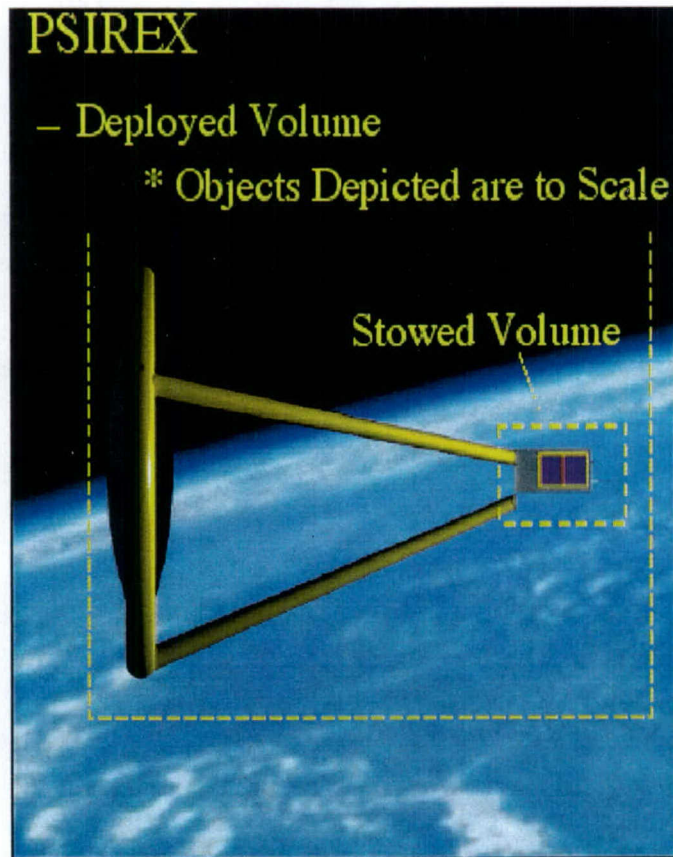 PSIREX
– Deployed Volume
* Objects Depicted are to Scale
Stowed Volume